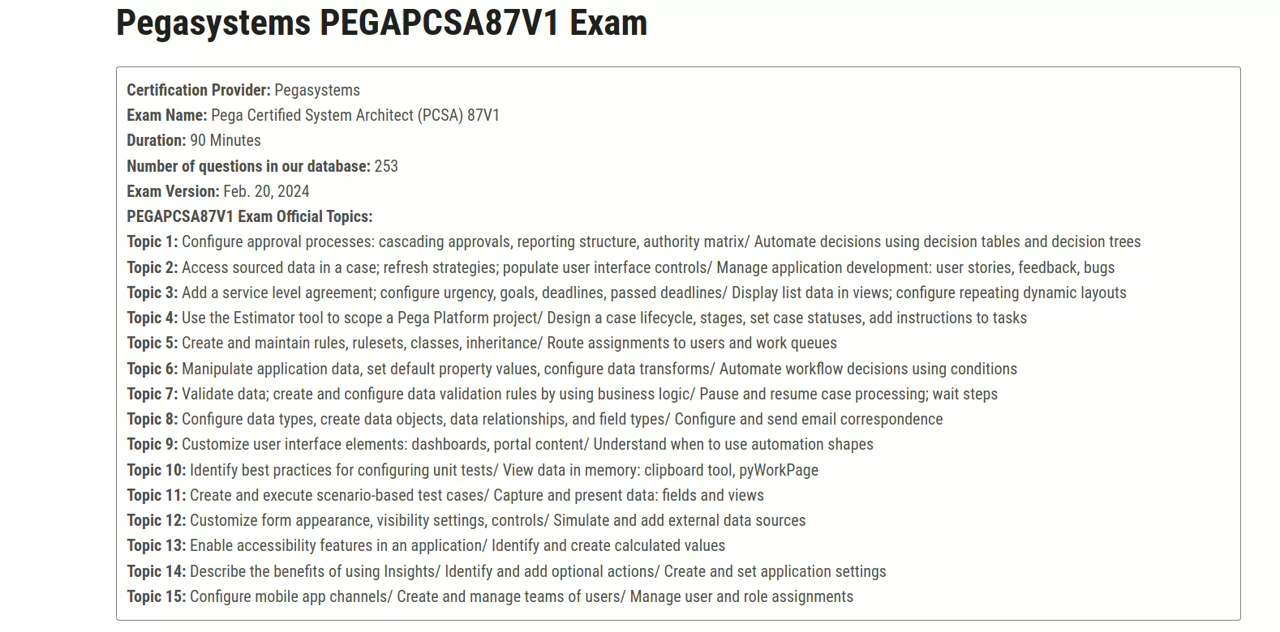 Pegasystems PEGAPCSA87V1 Exam
Certification Provider: Pegasystems
Exam Name: Pega Certified System Architect (PCSA) 87V1
Duration: 90 Minutes
Number of questions in our database: 253
Exam Version: Feb. 20, 2024
PEGAPCSA87V1 Exam Official Topics:
Topic 1: Configure approval processes: cascading approvals, reporting structure, authority matrix/ Automate decisions using decision tables and decision trees
Topic 2: Access sourced data in a case; refresh strategies; populate user interface controls/ Manage application development: user stories, feedback, bugs
Topic 3: Add a service level agreement; configure urgency, goals, deadlines, passed deadlines/ Display list data in views; configure repeating dynamic layouts
Topic 4: Use the Estimator tool to scope a Pega Platform project/ Design a case lifecycle, stages, set case statuses, add instructions to tasks
Topic 5: Create and maintain rules, rulesets, classes, inheritance/ Route assignments to users and work queues
Topic 6: Manipulate application data, set default property values, configure data transforms/ Automate workflow decisions using conditions
Topic 7: Validate data; create and configure data validation rules by using business logic/ Pause and resume case processing; wait steps
Topic 8: Configure data types, create data objects, data relationships, and field types/ Configure and send email correspondence
Topic 9: Customize user interface elements: dashboards, portal content/ Understand when to use automation shapes
Topic 10: Identify best practices for configuring unit tests/ View data in memory: clipboard tool, pyWorkPage
Topic 11: Create and execute scenario-based test cases/ Capture and present data: fields and views
Topic 12: Customize form appearance, visibility settings, controls/ Simulate and add external data sources
Topic 13: Enable accessibility features in an application/ Identify and create calculated values
Topic 14: Describe the benefits of using Insights/ Identify and add optional actions/ Create and set application settings
Topic 15: Configure mobile app channels/ Create and manage teams of users/ Manage user and role assignments